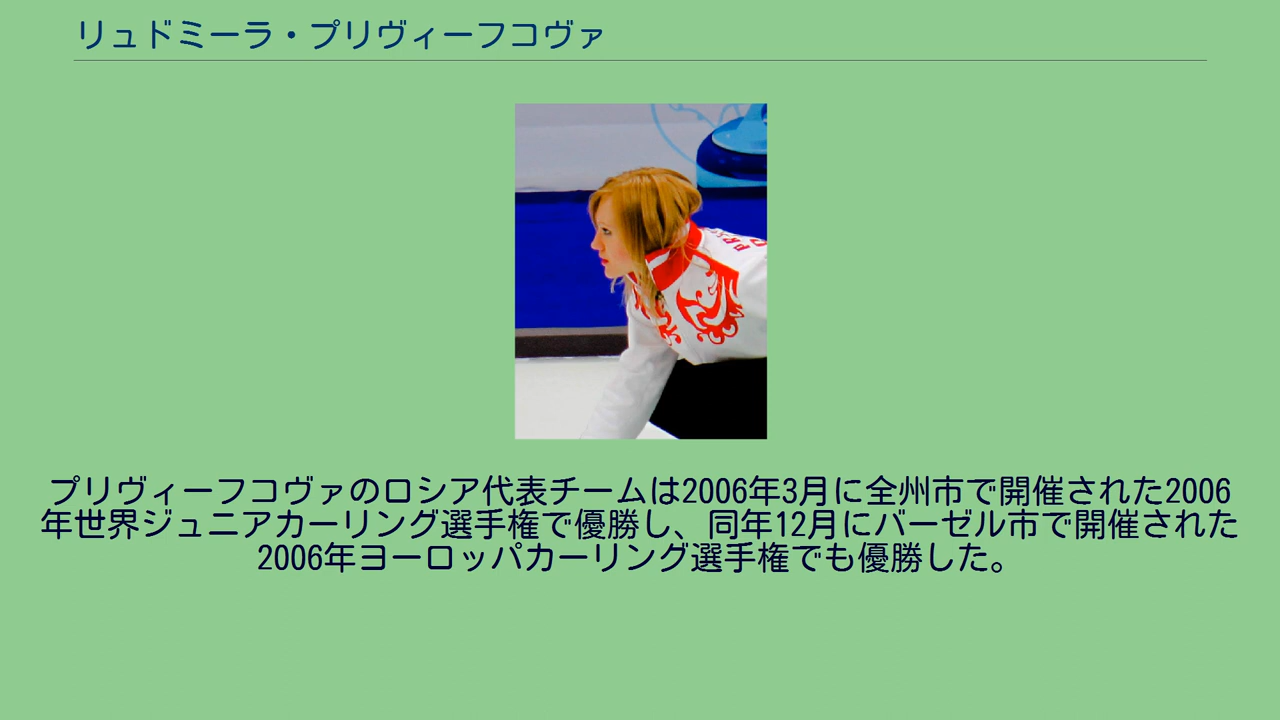 リュドミーラ・プリヴィーフコヴァ
プリヴィーフコヴァのロシア代表チームは2006年3月に全州市で開催された2006
年世界ジュニアカーリング選手権で優勝し、同年12月にバーゼル市で開催された
2006年ヨーロッパカーリング選手権でも優勝した。